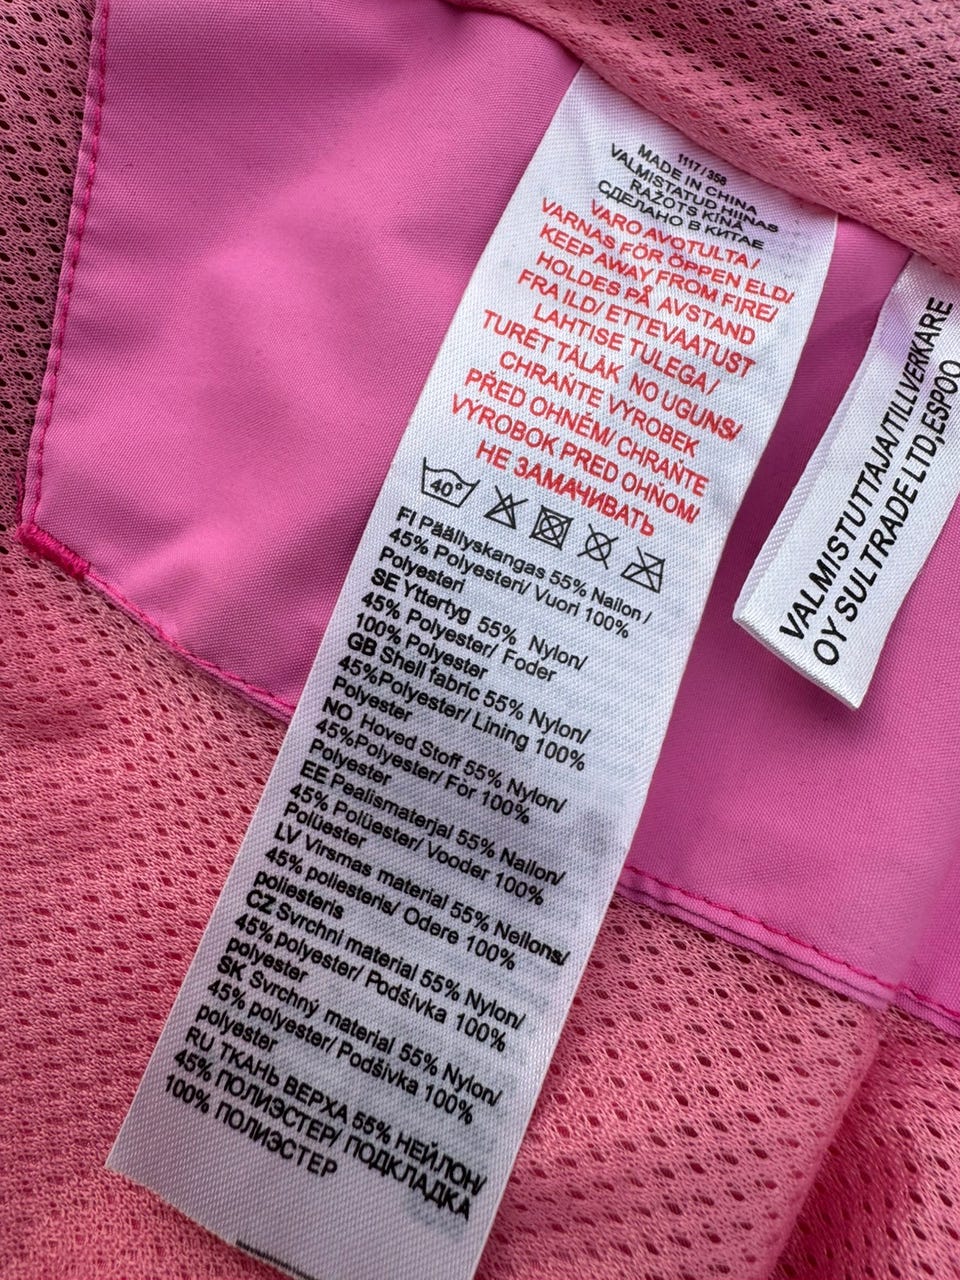 1117/358
MADE IN CHINA
VALMISTATUD HIINAS
RAŽOTS KĪNĀ
СДЕЛАНО В КИТАЕ
VARO AVOTULTA/
VARNAS FÖR ÖPPEN ELD/
KEEP AWAY FROM FIRE/
HOLDES PÅ AVSTAND
FRA ILD/ ETTEVAATUST
LAHTISE TULEGA/
TURĒT TĀLĀK NO UGUNS/
CHRAŇTE VÝROBEK
PŘED OHNĚM/ CHRAŇTE
VÝROBOK PRED OHŇOM/
НЕ ЗАМАЧИВАТЬ
40°
FI Päällyskangas 55% Nailon /
45% Polyesteri/ Vuori 100%
Polyesteri
SE Yttertyg 55% Nylon/
45% Polyester/ Foder
100% Polyester
GB Shell fabric 55% Nylon/
45%Polyester/ Lining 100%
Polyester
NO Hoved Stoff 55% Nylon/
45%Polyester/ Fòr 100%
Polyester
EE Pealismaterjal 55% Nailon/
45% Polüester/ Vooder 100%
Polüester
LV Virsmas material 55% Neilons/
45% poliesteris/ Odere 100%
poliesteris
CZ Svrchni material 55% Nylon/
45% polyester/ Podšívka 100%
polyester
SK Svrchný material 55% Nylon/
45% polyester/ Podšívka 100%
polyester
RU ТКАНЬ ВЕРХА 55% НЕЙЛОН/
45% ПОЛИЭСТЕР/ ПОДКЛАДКА
100% ПОЛИЭСТЕР
VALMISTUTTAJA/TILLVERKARE
OY SULTRADE LTD,ESPOO